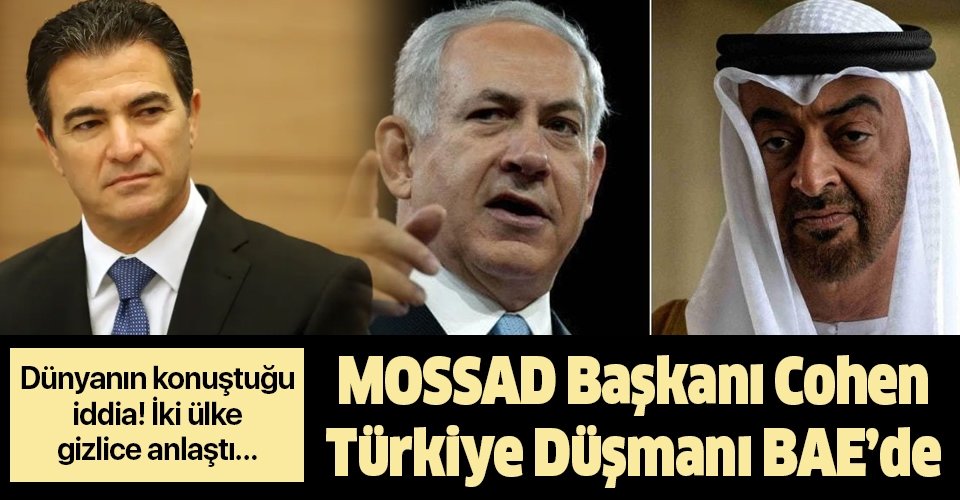 Dünyanın konuştuğu
iddia! İki ülke
gizlice anlaştı...
MOSSAD Başkanı Cohen
Türkiye Düşmanı BAE’de